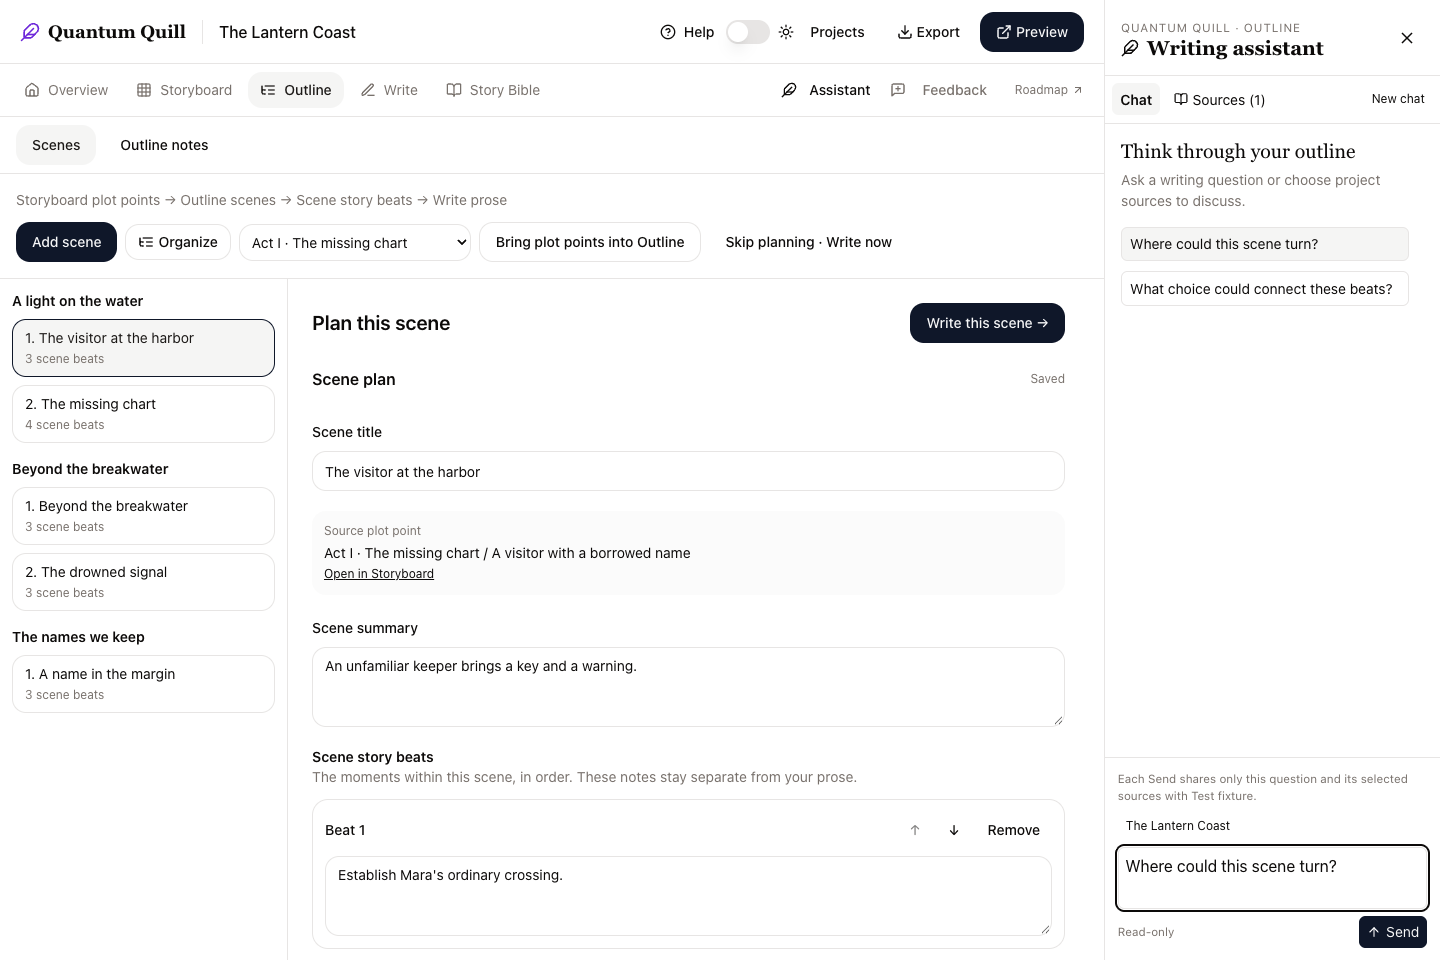 Quantum Quill
The Lantern Coast
Help
Projects
Export
Preview
Overview
Storyboard
Outline
Write
Story Bible
Assistant
Feedback
Roadmap ↗
Scenes
Outline notes
Storyboard plot points → Outline scenes → Scene story beats → Write prose
Add scene
Organize
Act I · The missing chart
Bring plot points into Outline
Skip planning · Write now
A light on the water
1. The visitor at the harbor
3 scene beats
2. The missing chart
4 scene beats
Beyond the breakwater
1. Beyond the breakwater
3 scene beats
2. The drowned signal
3 scene beats
The names we keep
1. A name in the margin
3 scene beats
Plan this scene
Write this scene →
Scene plan
Saved
Scene title
The visitor at the harbor
Source plot point
Act I · The missing chart / A visitor with a borrowed name
Open in Storyboard
Scene summary
An unfamiliar keeper brings a key and a warning.
Scene story beats
The moments within this scene, in order. These notes stay separate from your prose.
Beat 1
↑
↓
Remove
Establish Mara's ordinary crossing.
QUANTUM QUILL · OUTLINE
Writing assistant
Chat
Sources (1)
New chat
Think through your outline
Ask a writing question or choose project
sources to discuss.
Where could this scene turn?
What choice could connect these beats?
Each Send shares only this question and its selected
sources with Test fixture.
The Lantern Coast
Where could this scene turn?
Read-only
↑ Send